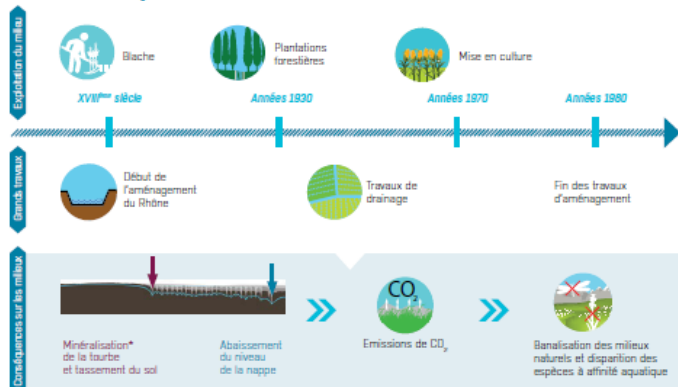 Exploitation du milieu
Blache
Plantations
forestières
Mise en culture
XVIIIème siècle
Années 1930
Années 1970
Années 1980
Grands travaux
Début de
l'aménagement
du Rhône
Travaux de
drainage
Fin des travaux
d'aménagement
Conséquences sur les milieux
Minéralisation*
de la tourbe
et tassement du sol
Abaissement
du niveau
de la nappe
CO2
Emissions de CO2
Banalisation des milieux
naturels et disparition des
espèces à affinité aquatique